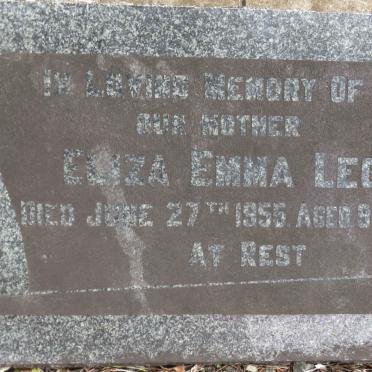 IN LOVING MEMORY OF
OUR MOTHER
ELIZA EMMA
DIED JUNE 27TH 1955. AGED
AT REST